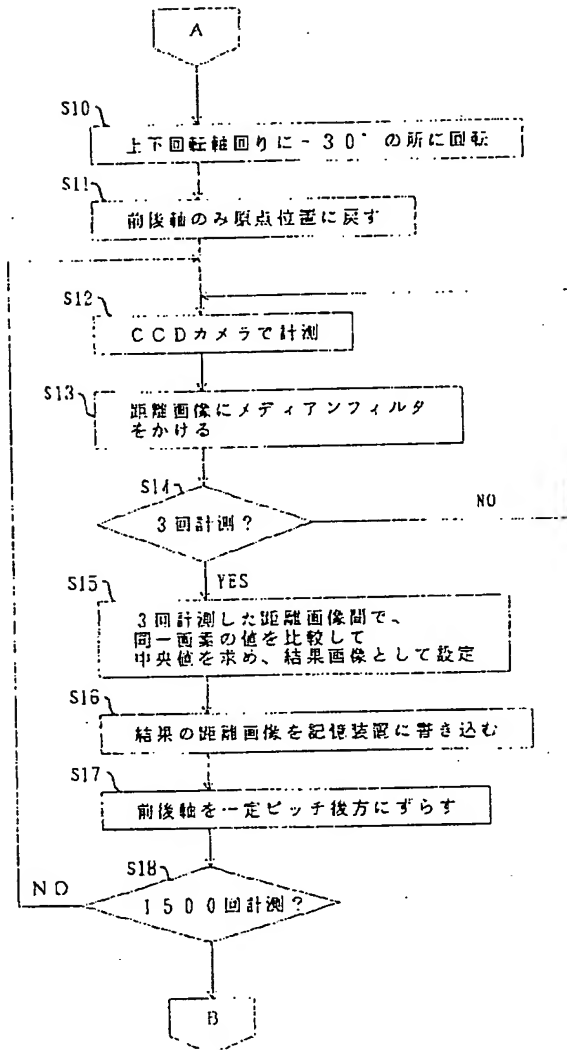 A
S10
上下回転軸回りに-30°の所に回転
S11
前後軸のみ原点位置に戻す
S12
CCDカメラで計測
S13
距離画像にメディアンフィルタ
をかける
S14
3回計測?
NO
YES
S15
3回計測した距離画像間で、
同一画素の値を比較して
中央値を求め、結果画像として設定
S16
結果の距離画像を記憶装置に書き込む
S17
前後軸を一定ピッチ後方にずらす
S18
NO
1500回計測?
B